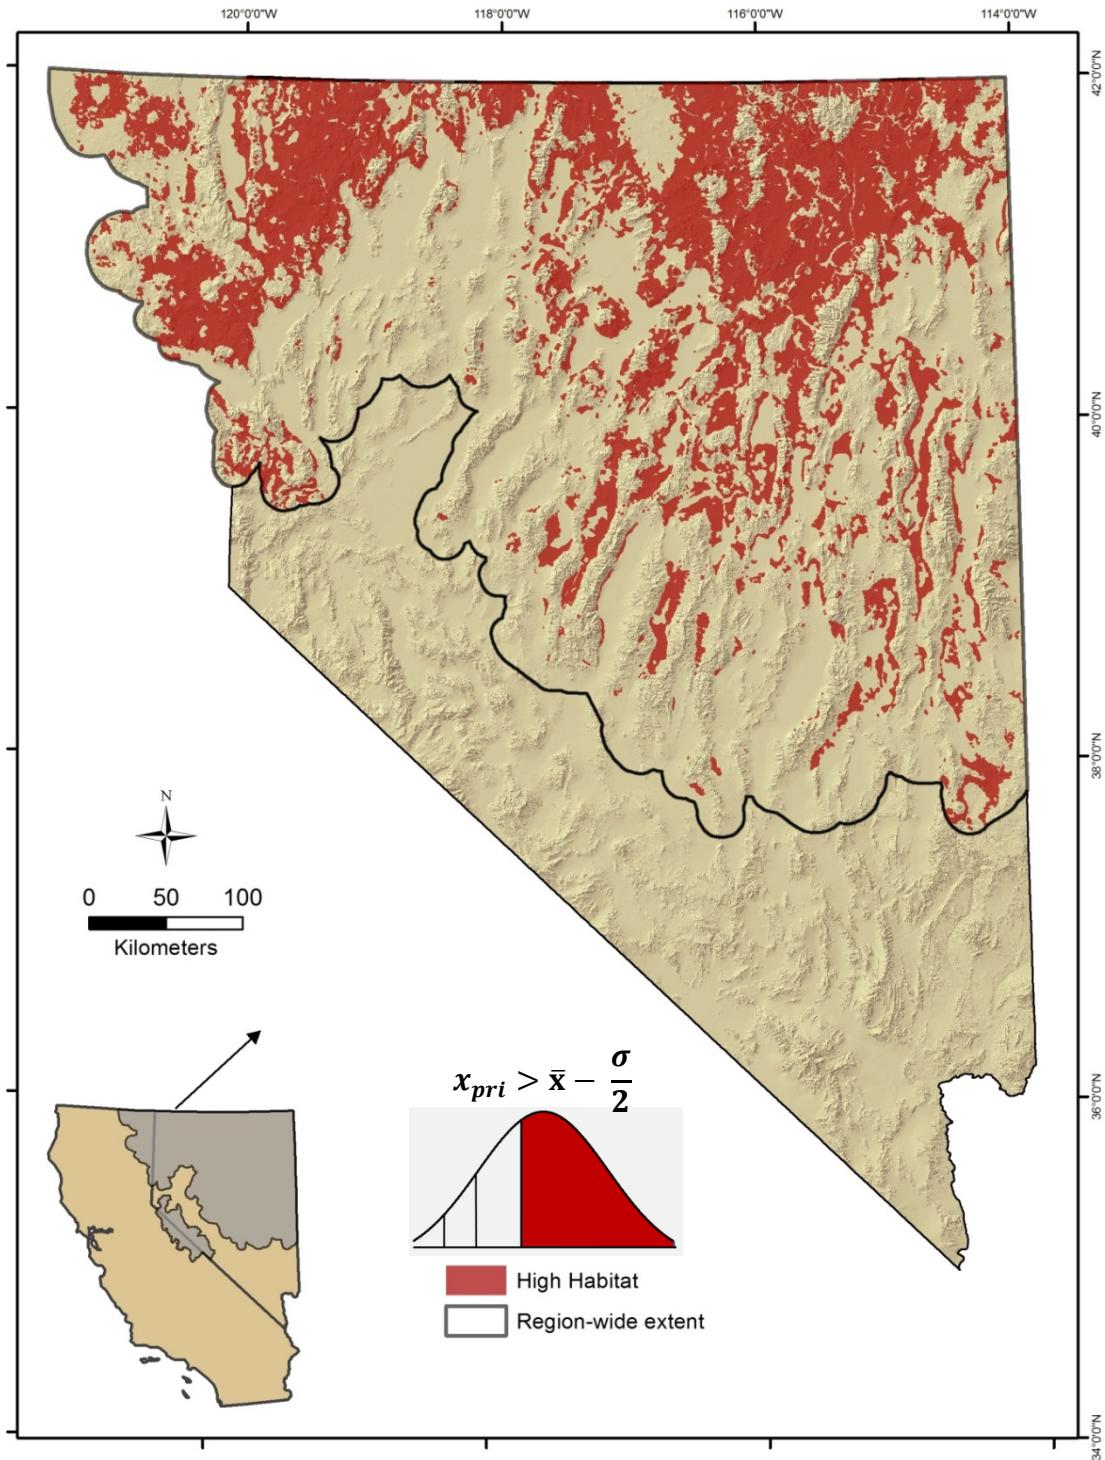 120°0'0"W 118°0'0"W 116°0'0"W 114°0'0"W
42°0'0"N
40°0'0"N
38°0'0"N
N
0 50 100
Kilometers
x_pri > x̄ − σ/2
36°0'0"N
High Habitat
Region-wide extent
34°0'0"N